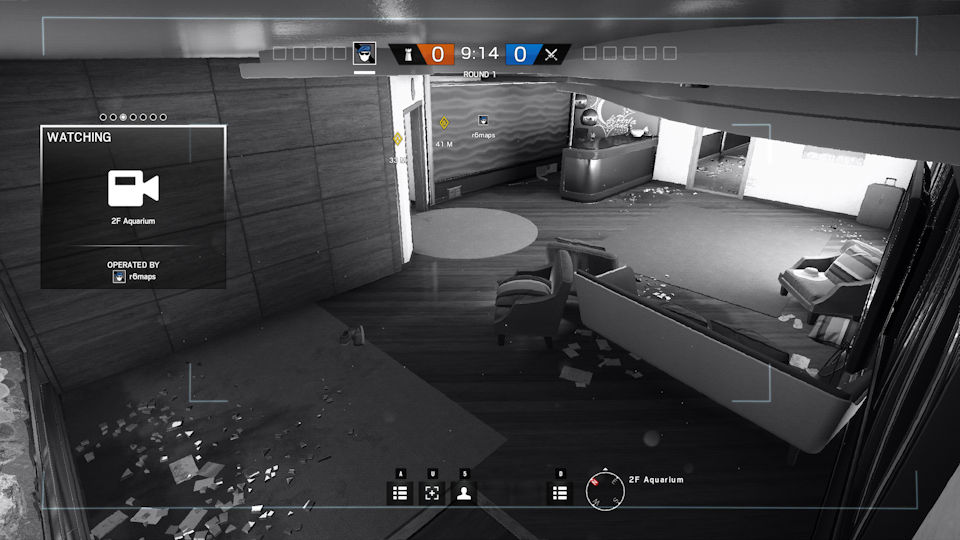 0 9:14 0
ROUND 1
WATCHING
2F Aquarium
OPERATED BY
r6maps
41 M
r6maps
A U S D
2F Aquarium